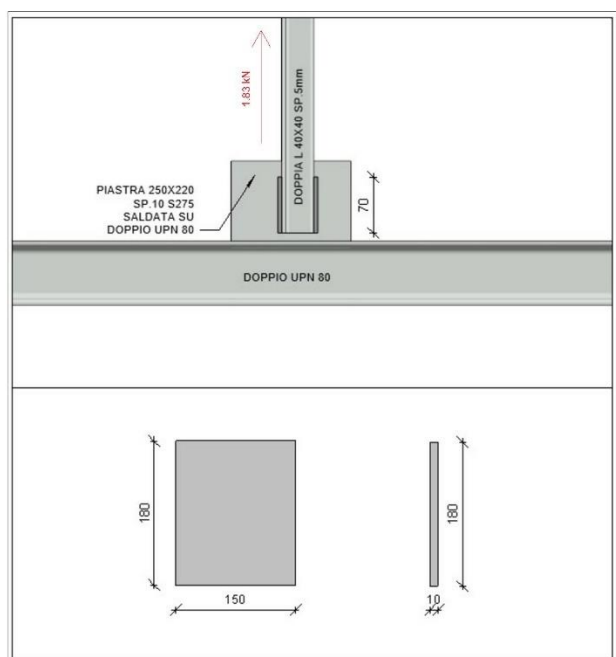 1.83 kN
DOPPIA L 40X40 SP.5mm
PIASTRA 250X220
SP.10 S275
SALDATA SU
DOPPIO UPN 80
70
DOPPIO UPN 80
180
150
180
10